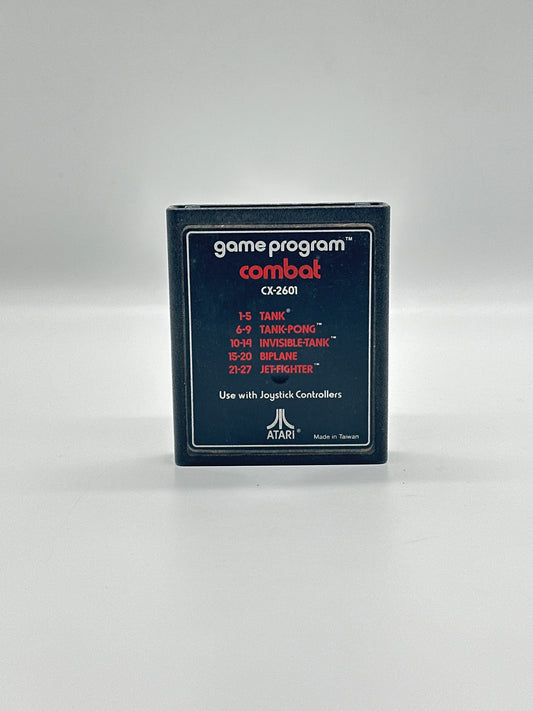 game program™
combat
CX-2601
1-5 TANK®
6-9 TANK-PONG™
10-14 INVISIBLE-TANK™
15-20 BIPLANE
21-27 JET-FIGHTER™
Use with Joystick Controllers
ATARI®
Made in Taiwan